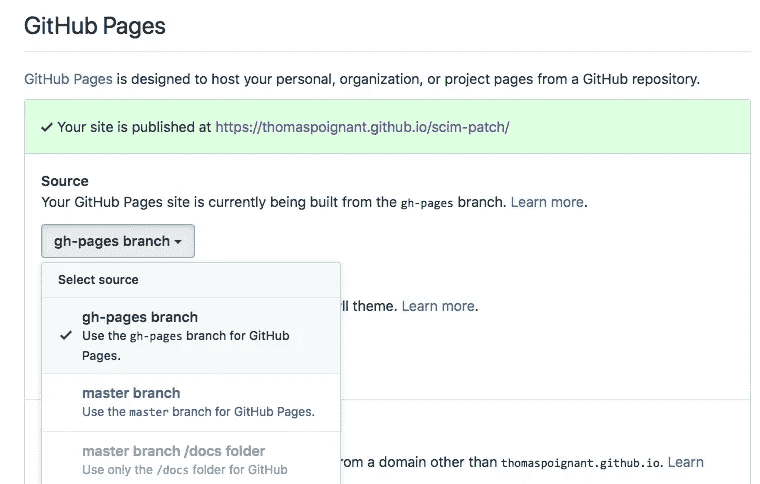 GitHub Pages
GitHub Pages is designed to host your personal, organization, or project pages from a GitHub repository.
✓ Your site is published at https://thomaspoignant.github.io/scim-patch/
Source
Your GitHub Pages site is currently being built from the gh-pages branch. Learn more.
gh-pages branch
Select source
gh-pages branch
Use the gh-pages branch for GitHub
Pages.
ll theme. Learn more.
master branch
Use the master branch for GitHub Pages.
master branch /docs folder
Use only the /docs folder for GitHub
rom a domain other than thomaspoignant.github.io. Learn